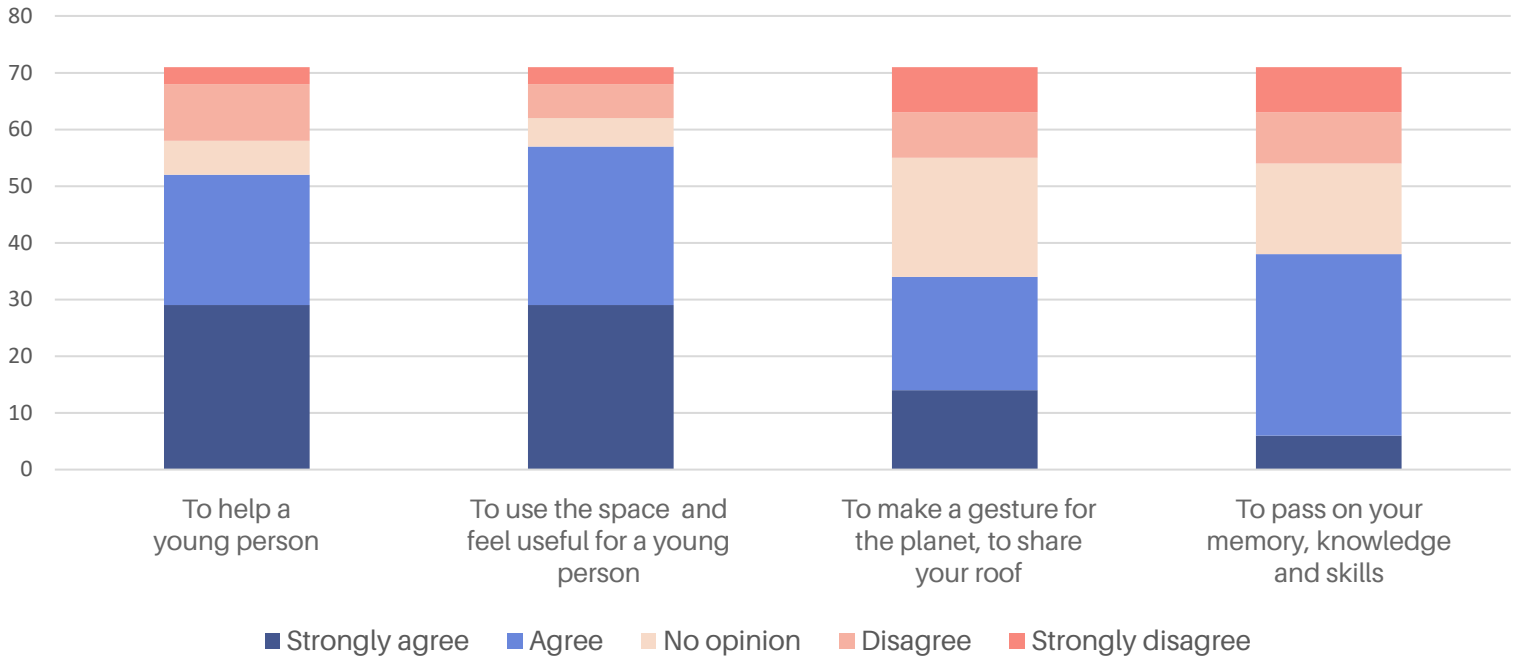 80
70
60
50
40
30
20
10
0
To help a
young person
To use the space and
feel useful for a young
person
To make a gesture for
the planet, to share
your roof
To pass on your
memory, knowledge
and skills
Strongly agree Agree No opinion Disagree Strongly disagree